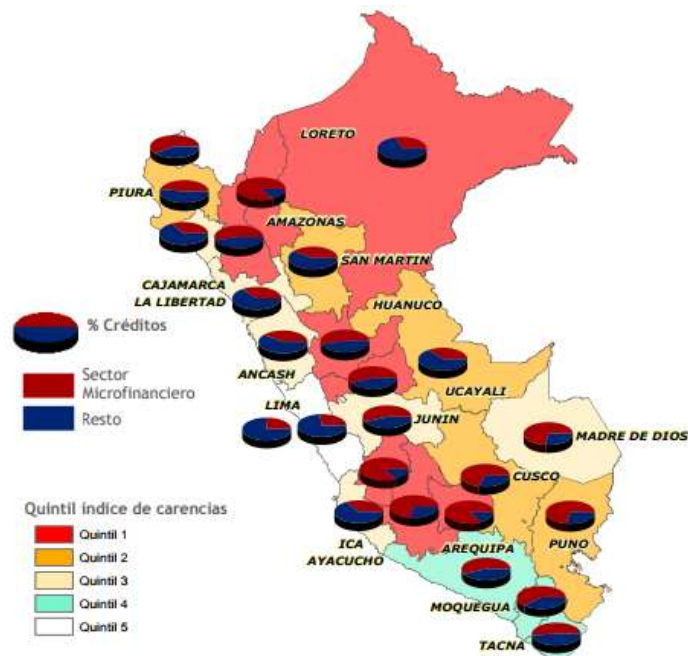 LORETO
PIURA
AMAZONAS
SAN MARTIN
CAJAMARCA
LA LIBERTAD
HUANUCO
% Créditos
ANCASH
UCAYALI
Sector
Microfinanciero
Resto
LIMA
JUNIN
MADRE DE DIOS
CUSCO
Quintil índice de carencias
Quintil 1
Quintil 2
Quintil 3
Quintil 4
Quintil 5
ICA
AYACUCHO
AREQUIPA
PUNO
MOQUEGUA
TACNA